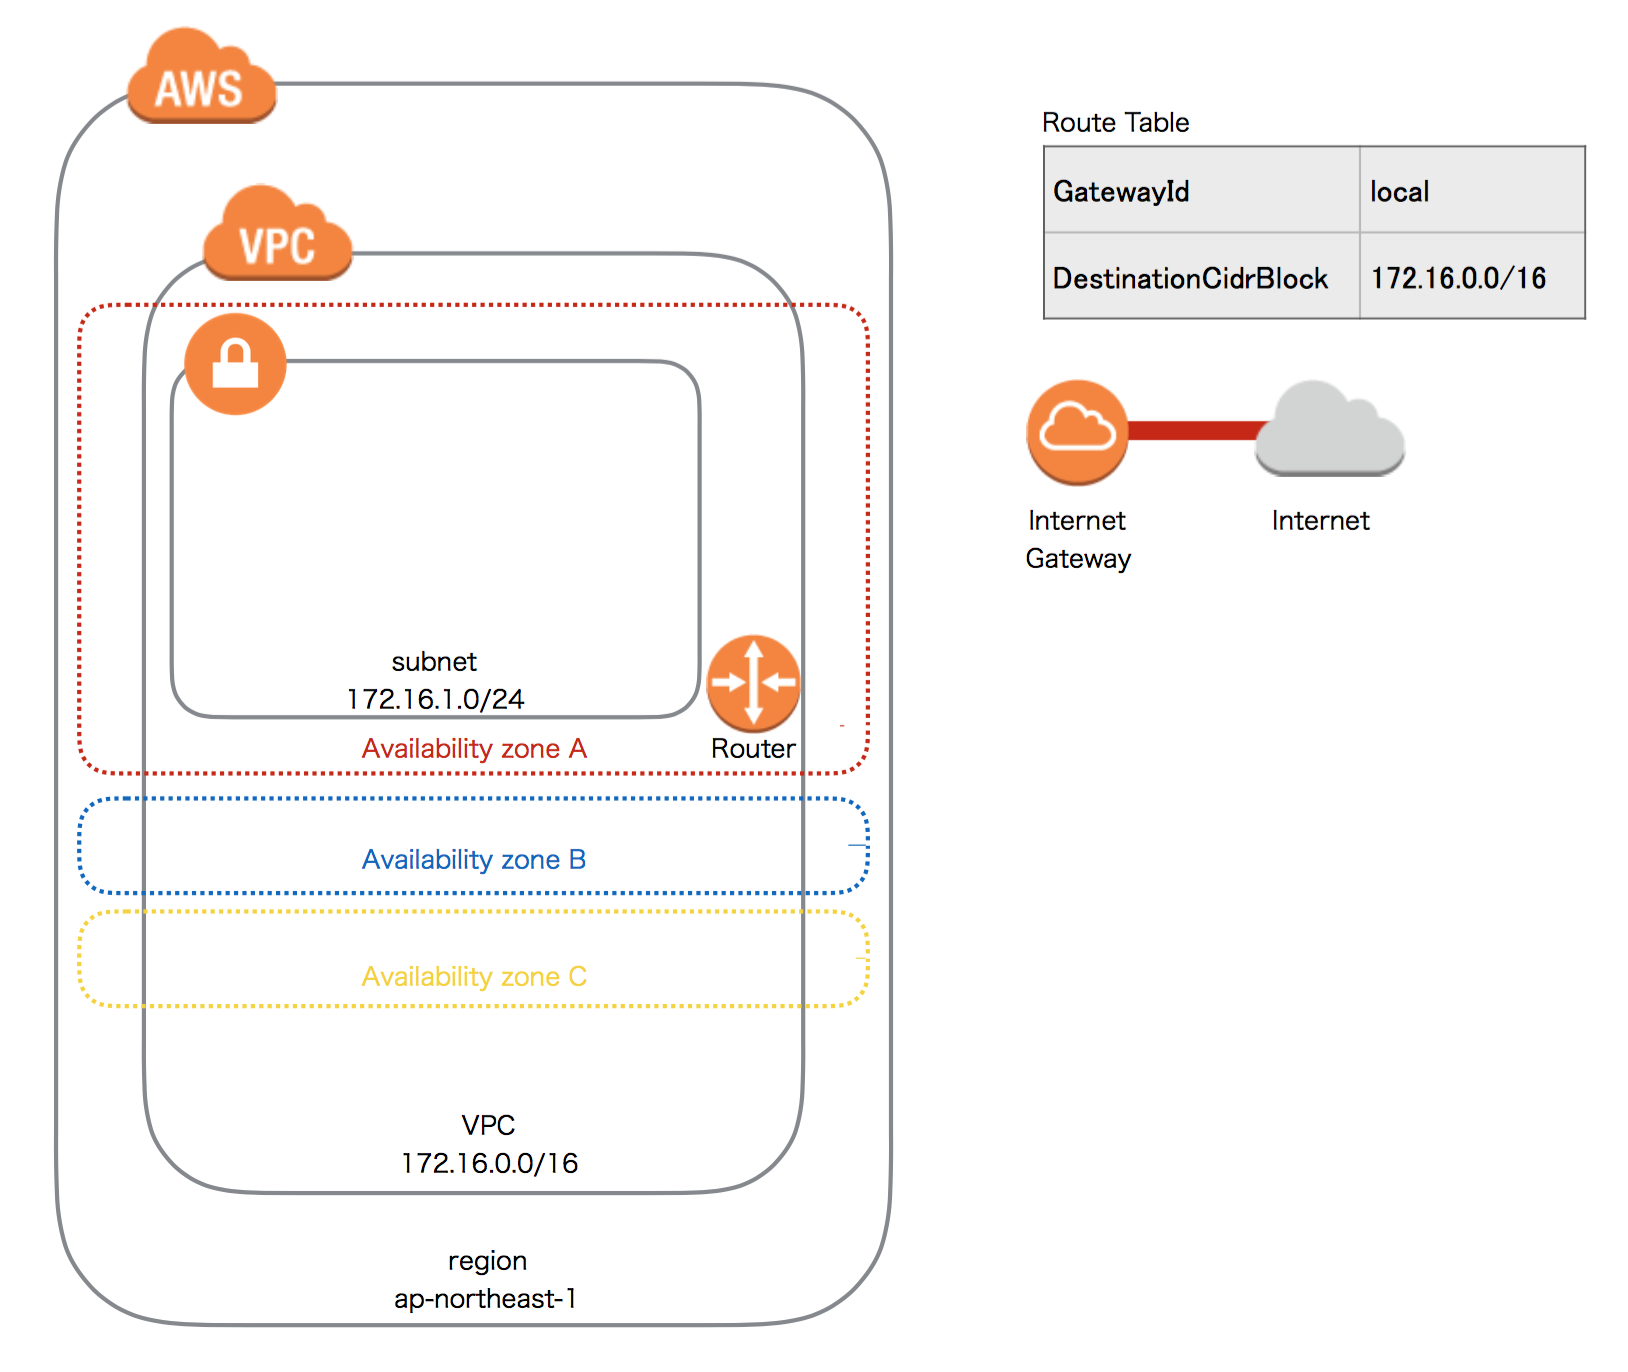 AWS
VPC
subnet
172.16.1.0/24
Availability zone A
Router
Availability zone B
Availability zone C
VPC
172.16.0.0/16
region
ap-northeast-1
Route Table
GatewayId local
DestinationCidrBlock 172.16.0.0/16
Internet
Gateway
Internet